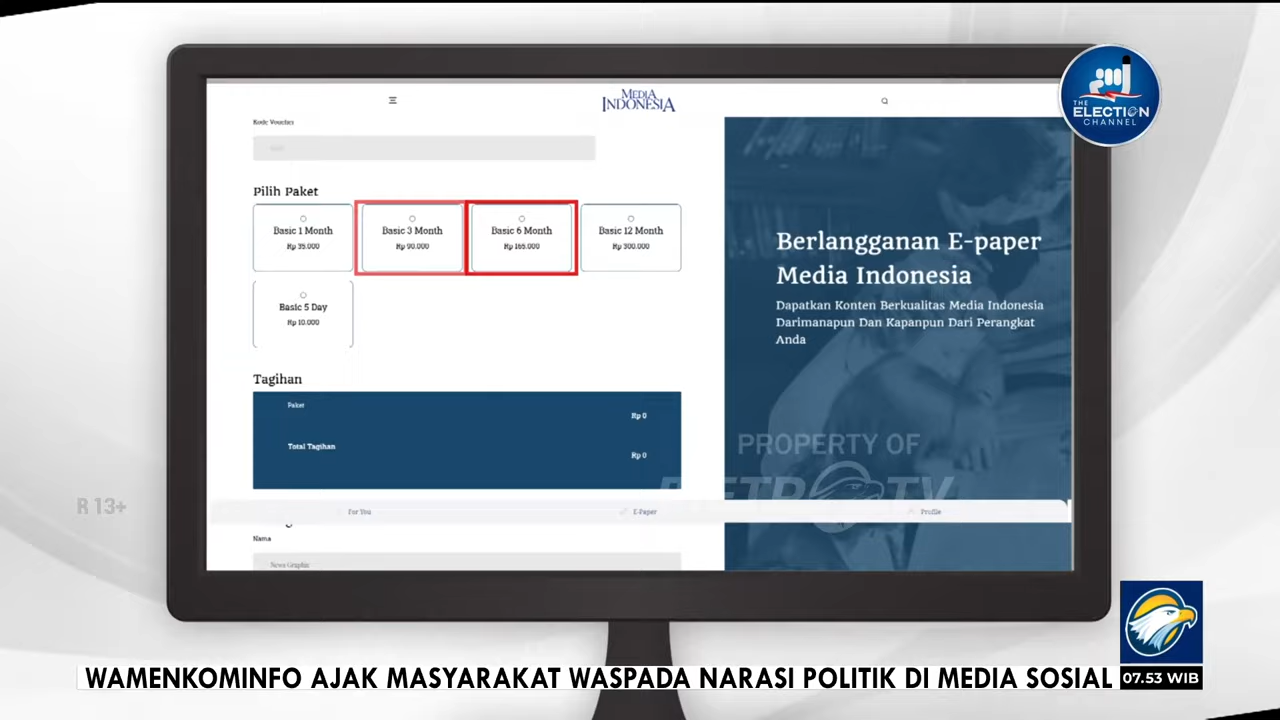 MEDIA
INDONESIA
THE
ELECTION
CHANNEL
Kode Voucher
Pilih Paket
Basic 1 Month
Rp 35.000
Basic 3 Month
Rp 90.000
Basic 6 Month
Rp 165.000
Basic 12 Month
Rp 300.000
Basic 5 Day
Rp 10.000
Berlangganan E-paper
Media Indonesia
Dapatkan Konten Berkualitas Media Indonesia
Darimanapun Dan Kapanpun Dari Perangkat
Anda
Tagihan
Paket
Rp 0
Total Tagihan
Rp 0
PROPERTY OF
METRO TV
R 13+
For You
E-Paper
Profile
Nama
News Graphic
WAMENKOMINFO AJAK MASYARAKAT WASPADA NARASI POLITIK DI MEDIA SOSIAL
07.53 WIB